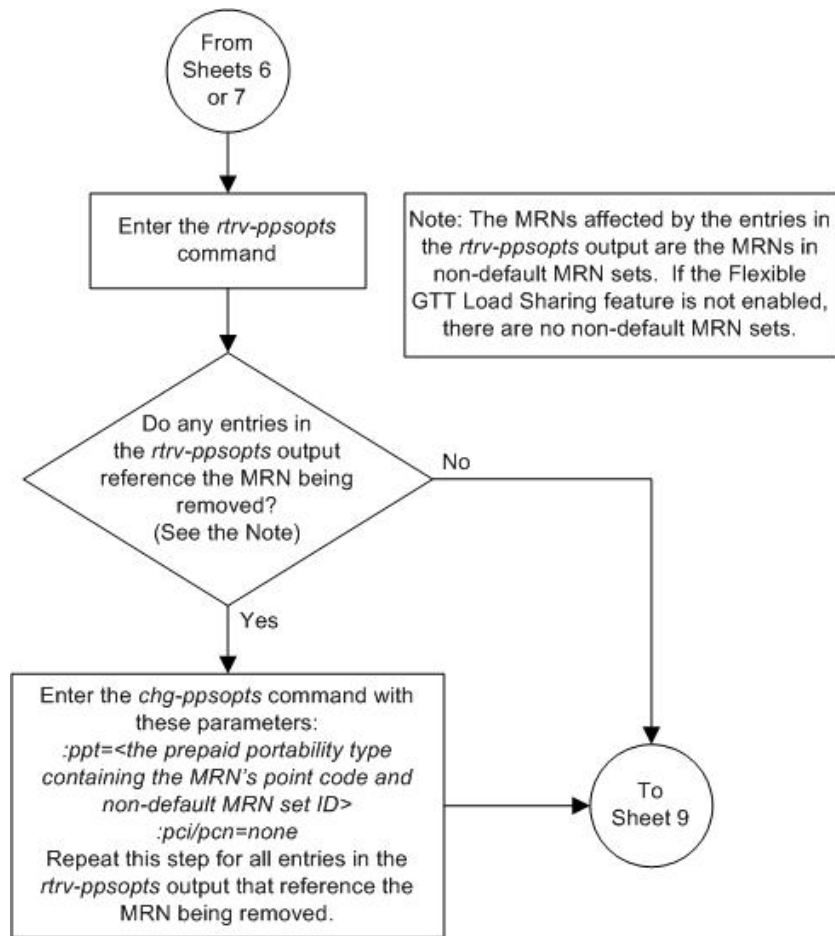 From
Sheets 6
or 7
Enter the rtrv-ppsopts
command
Note: The MRNs affected by the entries in
the rtrv-ppsopts output are the MRNs in
non-default MRN sets. If the Flexible
GTT Load Sharing feature is not enabled,
there are no non-default MRN sets.
Do any entries in
the rtrv-ppsopts output
reference the MRN being
removed?
(See the Note)
No
Yes
Enter the chg-ppsopts command with
these parameters:
:ppt=<the prepaid portability type
containing the MRN's point code and
non-default MRN set ID>
:pci/pcn=none
Repeat this step for all entries in the
rtrv-ppsopts output that reference the
MRN being removed.
To
Sheet 9